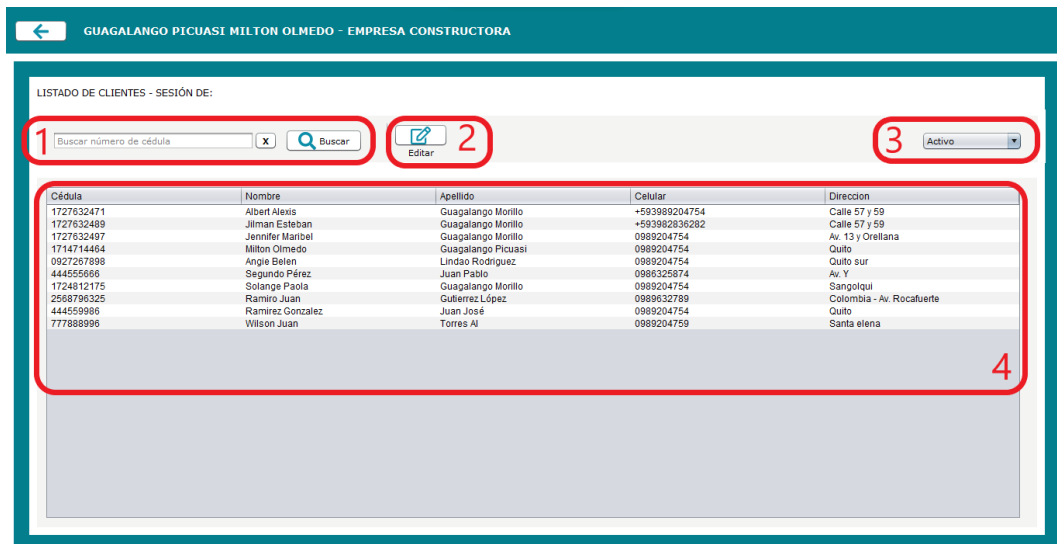 GUAGALANGO PICUASI MILTON OLMEDO - EMPRESA CONSTRUCTORA
LISTADO DE CLIENTES - SESIÓN DE:
1 Buscar número de cédula X Buscar Editar 2 3 Activo
Cédula Nombre Apellido Celular Direccion
1727632471 Albert Alexis Guagalango Morillo +593989204754 Calle 57 y 59
1727632489 Jilman Esteban Guagalango Morillo +593982836282 Calle 57 y 59
1727632497 Jennifer Maribel Guagalango Morillo 0989204754 Av. 13 y Orellana
1714714464 Milton Olmedo Guagalango Picuasi 0989204754 Quito
0927267898 Angie Belen Lindao Rodriguez 0989204754 Quito sur
444555666 Segundo Pérez Juan Pablo 0986325874 Av. Y
1724812175 Solange Paola Guagalango Morillo 0989204754 Sangolqui
2568796325 Ramiro Juan Gutierrez López 0989632789 Colombia - Av. Rocafuerte
444559986 Ramirez Gonzalez Juan José 0989204754 Quito
777888996 Wilson Juan Torres Al 0989204759 Santa elena
4